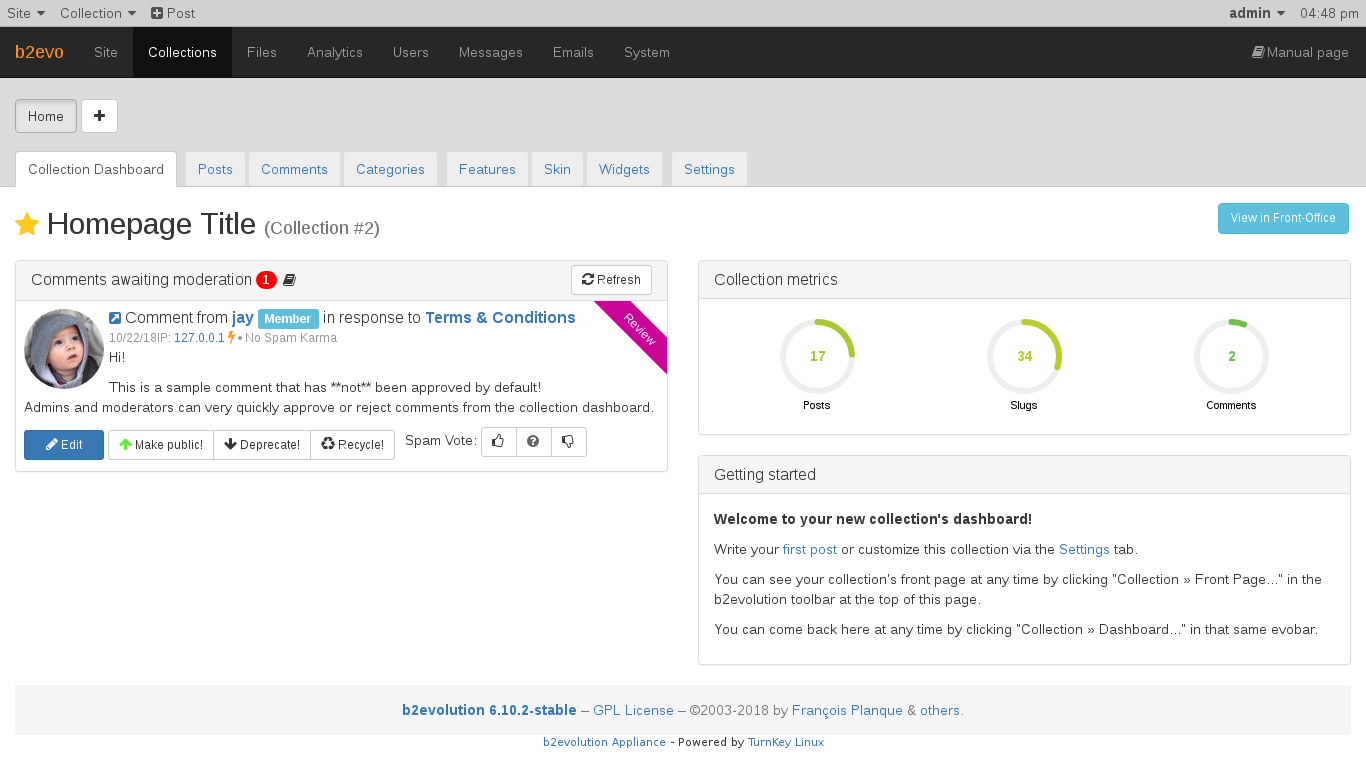 Site Collection Post admin 04:48 pm
b2evo Site Collections Files Analytics Users Messages Emails System Manual page
Home
Collection Dashboard Posts Comments Categories Features Skin Widgets Settings
Homepage Title (Collection #2) View in Front-Office
Comments awaiting moderation 1 Refresh
Comment from jay Member in response to Terms & Conditions
Review
10/22/18IP: 127.0.0.1 • No Spam Karma
Hi!
This is a sample comment that has **not** been approved by default!
Admins and moderators can very quickly approve or reject comments from the collection dashboard.
Edit Make public! Deprecate! Recycle! Spam Vote:
Collection metrics
17 34 2
Posts Slugs Comments
Getting started
Welcome to your new collection's dashboard!
Write your first post or customize this collection via the Settings tab.
You can see your collection's front page at any time by clicking "Collection » Front Page..." in the
b2evolution toolbar at the top of this page.
You can come back here at any time by clicking "Collection » Dashboard..." in that same evobar.
b2evolution 6.10.2-stable – GPL License – ©2003-2018 by François Planque & others.
b2evolution Appliance - Powered by TurnKey Linux